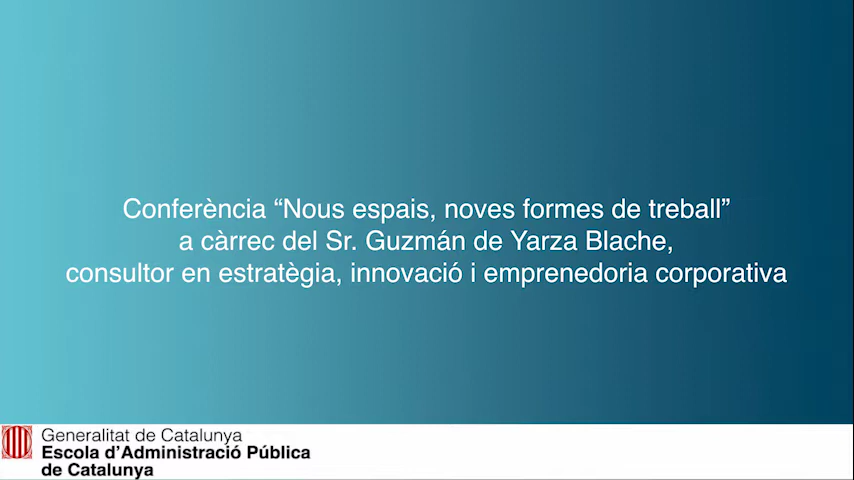 Conferència “Nous espais, noves formes de treball”
a càrrec del Sr. Guzmán de Yarza Blache,
consultor en estratègia, innovació i emprenedoria corporativa
Generalitat de Catalunya
Escola d’Administració Pública
de Catalunya